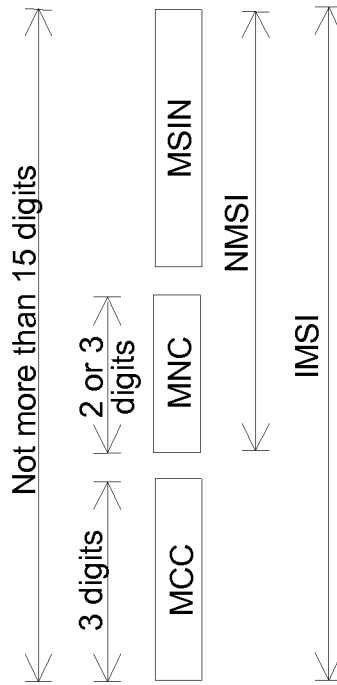 Not more than 15 digits
3 digits
2 or 3
digits
MCC
MNC
MSIN
NMSI
IMSI